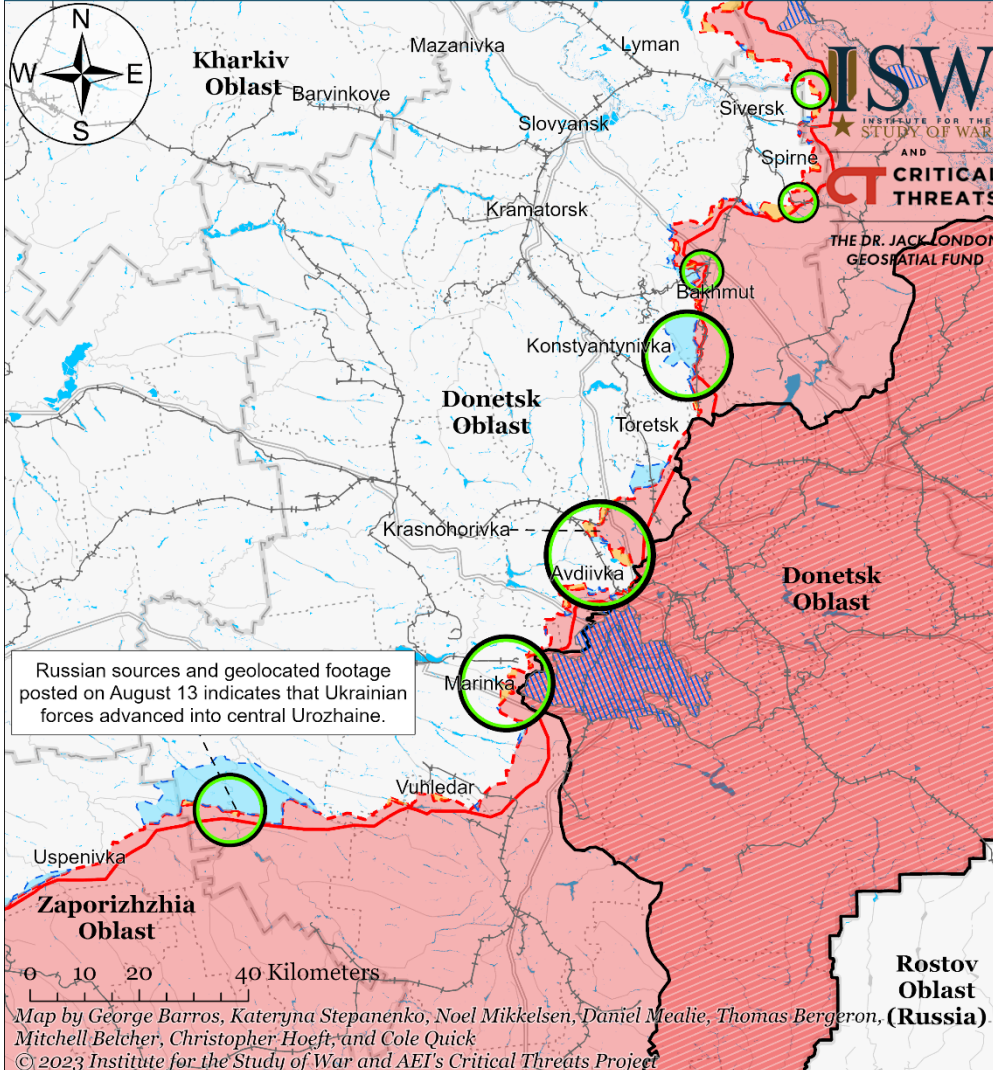 N
W
E
S
Kharkiv
Oblast
Mazanivka
Lyman
Barvinkove
Slovyansk
Siversk
ISW
INSTITUTE FOR THE
STUDY OF WAR
AND
CT CRITICAL
THREATS
THE DR. JACK LONDON
GEOSPATIAL FUND
Spirne
Kramatorsk
Bakhmut
Konstyantynivka
Donetsk
Oblast
Toretsk
Krasnohorivka
Avdiivka
Donetsk
Oblast
Marinka
Russian sources and geolocated footage
posted on August 13 indicates that Ukrainian
forces advanced into central Urozhaine.
Vuhledar
Uspenivka
Zaporizhzhia
Oblast
0 10 20 40 Kilometers
Rostov
Oblast
(Russia)
Map by George Barros, Kateryna Stepanenko, Noel Mikkelsen, Daniel Mealie, Thomas Bergeron,
Mitchell Belcher, Christopher Hoeft, and Cole Quick
© 2023 Institute for the Study of War and AEI's Critical Threats Project